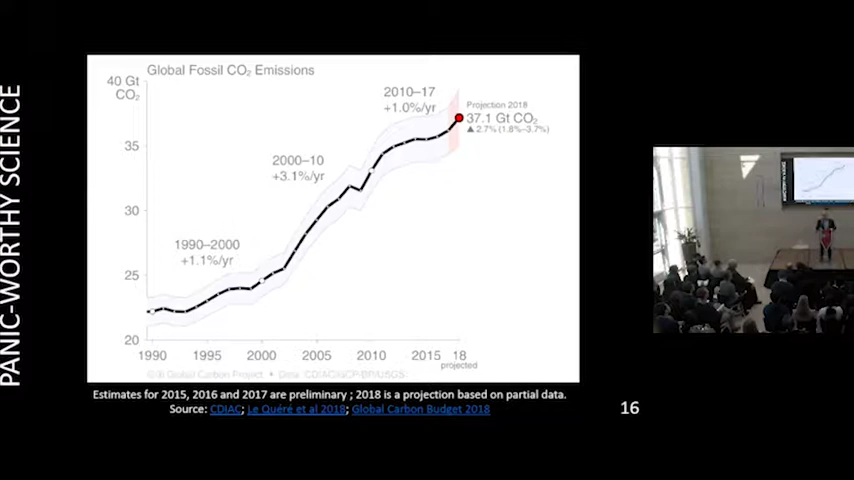 PANIC-WORTHY SCIENCE
Global Fossil CO₂ Emissions
40 Gt
CO₂
35
30
25
20
1990–2000
+1.1%/yr
2000–10
+3.1%/yr
2010–17
+1.0%/yr
Projection 2018
37.1 Gt CO₂
▲ 2.7% (1.8%–3.7%)
1990 1995 2000 2005 2010 2015 18
projected
Global Carbon Project • Data: CDIAC/GCP/BP/USGS
Estimates for 2015, 2016 and 2017 are preliminary ; 2018 is a projection based on partial data.
Source: CDIAC; Le Quéré et al 2018; Global Carbon Budget 2018
16